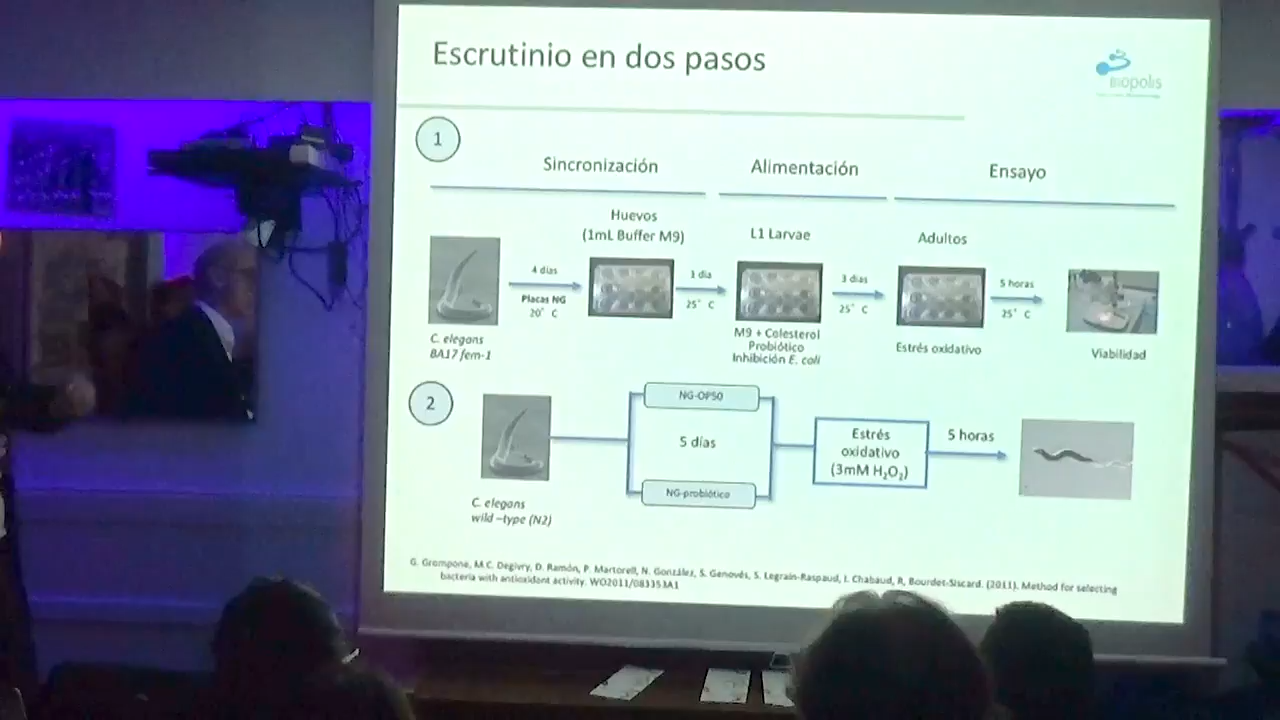 Escrutinio en dos pasos
BIOPOLIS
1
Sincronización
Alimentación
Ensayo
Huevos
(1mL Buffer M9)
L1 Larvae
Adultos
4 días
Placas NG
20° C
1 día
25° C
3 días
25° C
5 horas
25° C
C. elegans
BA17 fem-1
M9 + Colesterol
Probiótico
Inhibición E. coli
Estrés oxidativo
Viabilidad
2
NG-OP50
5 días
NG-probiótico
Estrés
oxidativo
(3mM H₂O₂)
5 horas
C. elegans
wild –type (N2)
G. Grompone, M.C. Degivry, D. Ramón, P. Martorell, N. González, S. Genovés, S. Legrain-Raspaud, I. Chabaud, R, Bourdet-Siscard. (2011). Method for selecting
bacteria with antioxidant activity. WO2011/083353A1